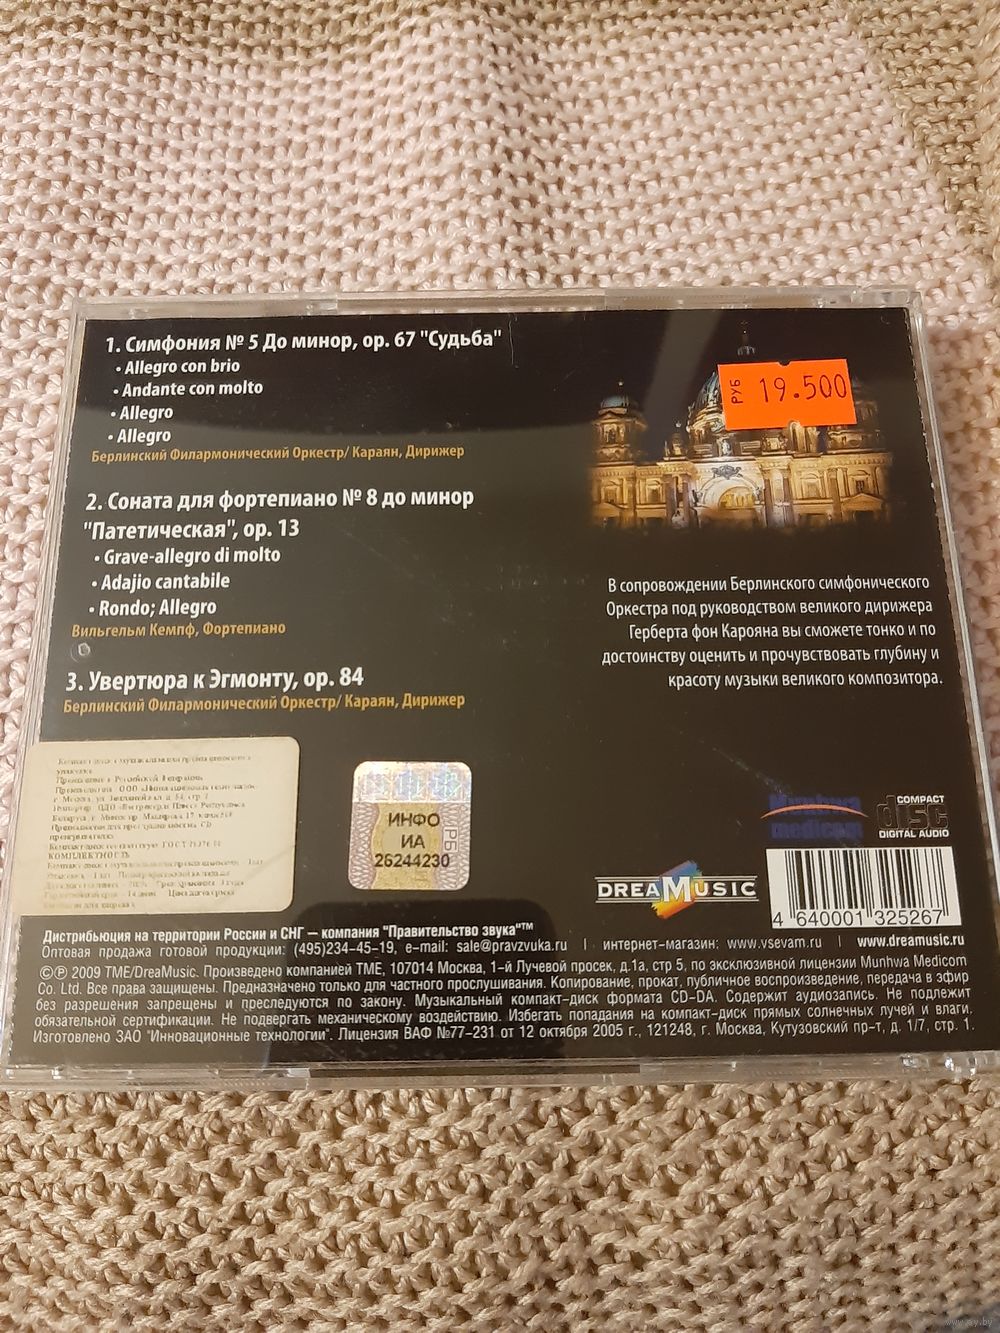 1. Симфония № 5 До минор, ор. 67 "Судьба"
• Allegro con brio
• Andante con molto
• Allegro
• Allegro
Берлинский Филармонический Оркестр/ Караян, Дирижер
2. Соната для фортепиано № 8 до минор
"Патетическая", ор. 13
• Grave-allegro di molto
• Adajio cantabile
• Rondo; Allegro
Вильгельм Кемпф, Фортепиано
3. Увертюра к Эгмонту, ор. 84
Берлинский Филармонический Оркестр/ Караян, Дирижер
РУБ 19.500
В сопровождении Берлинского симфонического
Оркестра под руководством великого дирижера
Герберта фон Карояна вы сможете тонко и по
достоинству оценить и прочувствовать глубину и
красоту музыки великого композитора.
КОМПЛЕКТНОСТЬ
ИНФО
ИА
26244230
РБ
Munhwa
medicom
COMPACT
disc
DIGITAL AUDIO
DREAMUSIC
4 640001 325267
Дистрибьюция на территории России и СНГ — компания "Правительство звука"™
Оптовая продажа готовой продукции: (495)234-45-19, e-mail: sale@pravzvuka.ru | интернет-магазин: www.vsevam.ru | www.dreamusic.ru
©℗ 2009 TME/DreaMusic. Произведено компанией TME, 107014 Москва, 1-й Лучевой просек, д.1а, стр 5, по эксклюзивной лицензии Munhwa Medicom
Co. Ltd. Все права защищены. Предназначено только для частного прослушивания. Копирование, прокат, публичное воспроизведение, передача в эфир
без разрешения запрещены и преследуются по закону. Музыкальный компакт-диск формата CD-DA. Содержит аудиозапись. Не подлежит
обязательной сертификации. Не подвергать механическому воздействию. Избегать попадания на компакт-диск прямых солнечных лучей и влаги.
Изготовлено ЗАО "Инновационные технологии". Лицензия ВАФ №77-231 от 12 октября 2005 г., 121248, г. Москва, Кутузовский пр-т, д. 1/7, стр. 1.
www.ay.by